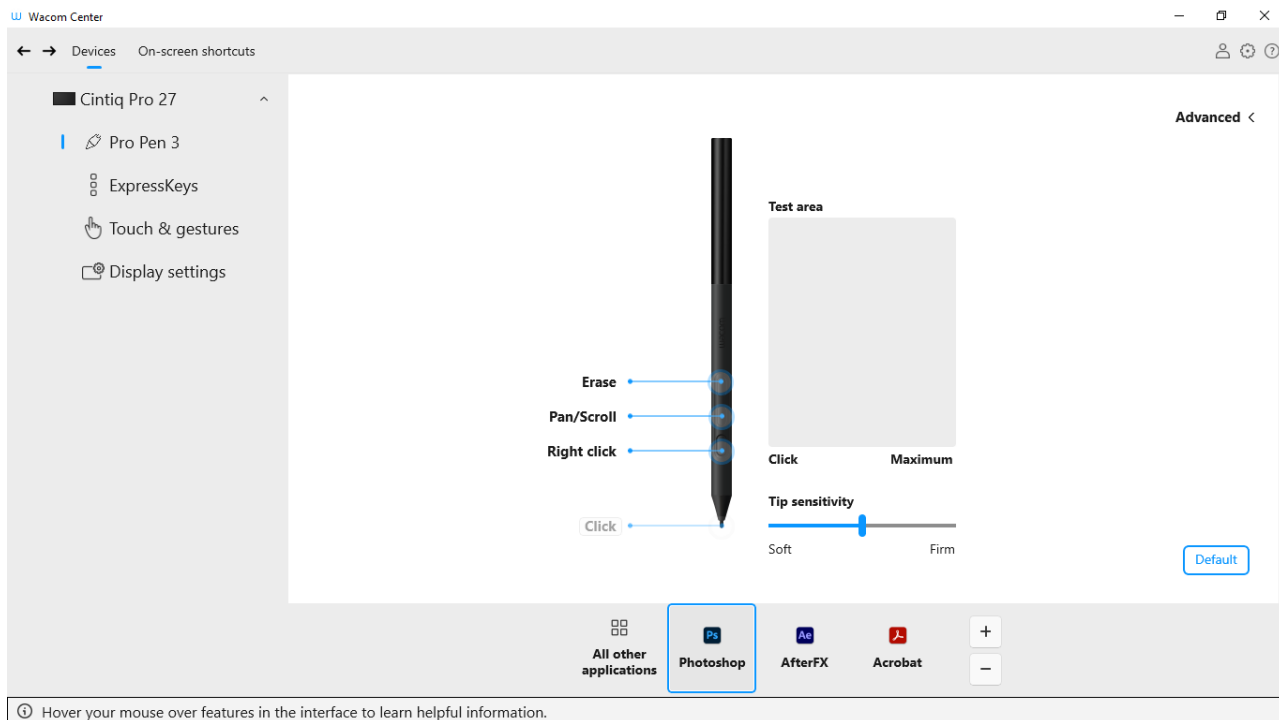 Wacom Center
Devices On-screen shortcuts
Cintiq Pro 27
Pro Pen 3
ExpressKeys
Touch & gestures
Display settings
Advanced
Test area
Erase
Pan/Scroll
Right click
Click
Click Maximum
Tip sensitivity
Soft Firm
Default
All other
applications
Ps
Photoshop
Ae
AfterFX
Acrobat
Hover your mouse over features in the interface to learn helpful information.